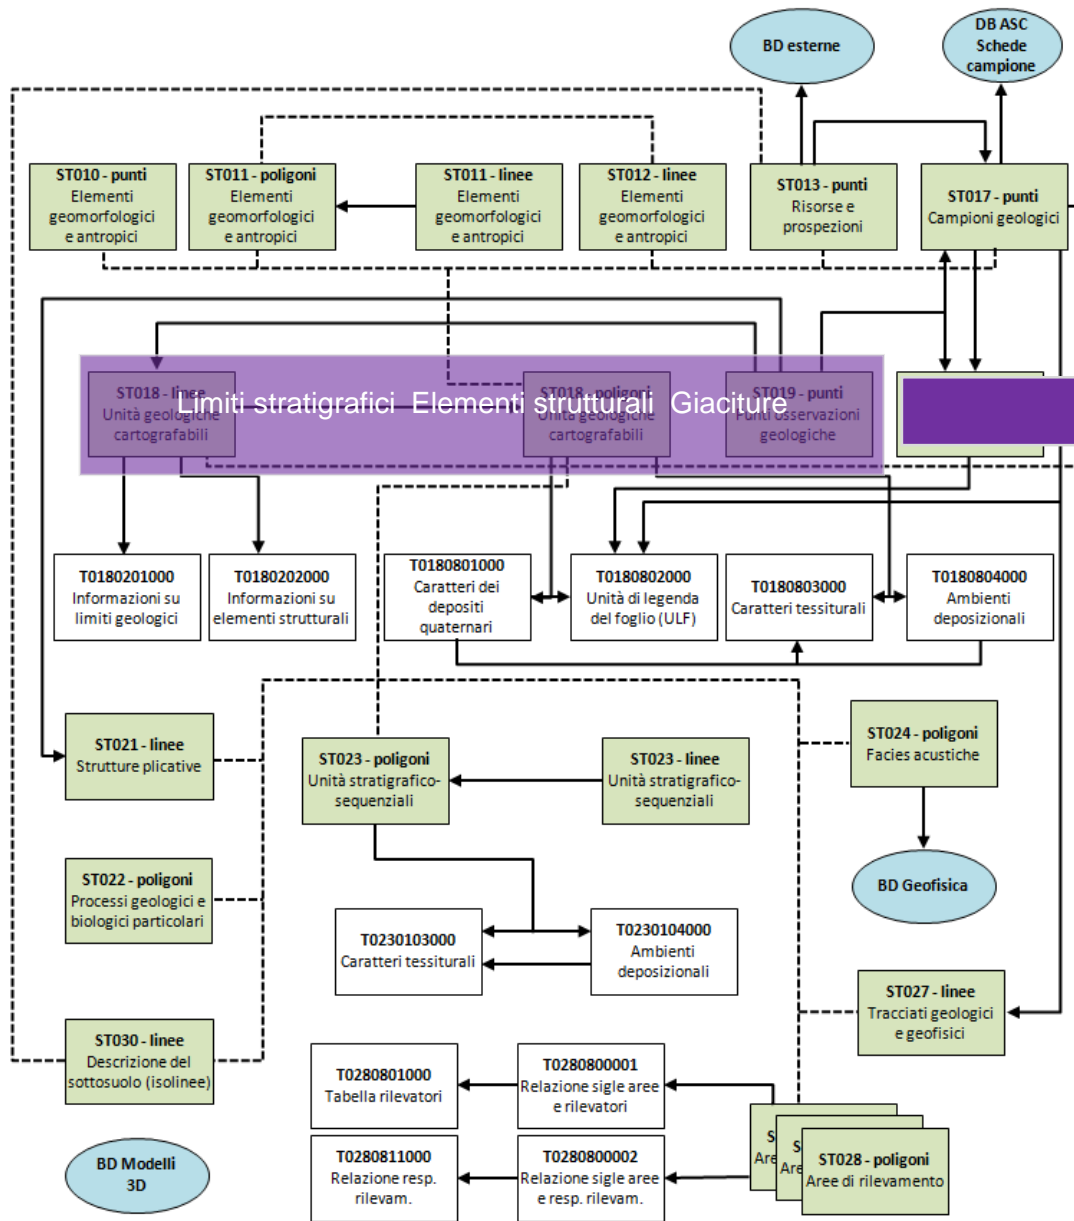 BD esterne
DB ASC
Schede
campione
ST010 - punti
Elementi
geomorfologici
e antropici
ST011 - poligoni
Elementi
geomorfologici
e antropici
ST011 - linee
Elementi
geomorfologici
e antropici
ST012 - linee
Elementi
geomorfologici
e antropici
ST013 - punti
Risorse e
prospezioni
ST017 - punti
Campioni geologici
ST018 - linee
Unità geologiche
cartografabili
ST018 - poligoni
Unità geologiche
cartografabili
ST019 - punti
Punti osservazioni
geologiche
Limiti stratigrafici Elementi strutturali Giaciture
T0180201000
Informazioni su
limiti geologici
T0180202000
Informazioni su
elementi strutturali
T0180801000
Caratteri dei
depositi
quaternari
T0180802000
Unità di legenda
del foglio (ULF)
T0180803000
Caratteri tessiturali
T0180804000
Ambienti
deposizionali
ST021 - linee
Strutture plicative
ST023 - poligoni
Unità stratigrafico-
sequenziali
ST023 - linee
Unità stratigrafico-
sequenziali
ST024 - poligoni
Facies acustiche
ST022 - poligoni
Processi geologici e
biologici particolari
BD Geofisica
T0230103000
Caratteri tessiturali
T0230104000
Ambienti
deposizionali
ST027 - linee
Tracciati geologici
e geofisici
ST030 - linee
Descrizione del
sottosuolo (isolinee)
T0280801000
Tabella rilevatori
T0280800001
Relazione sigle aree
e rilevatori
BD Modelli
3D
T0280811000
Relazione resp.
rilevam.
T0280800002
Relazione sigle aree
e resp. rilevam.
S
Are
S
Are
ST028 - poligoni
Aree di rilevamento